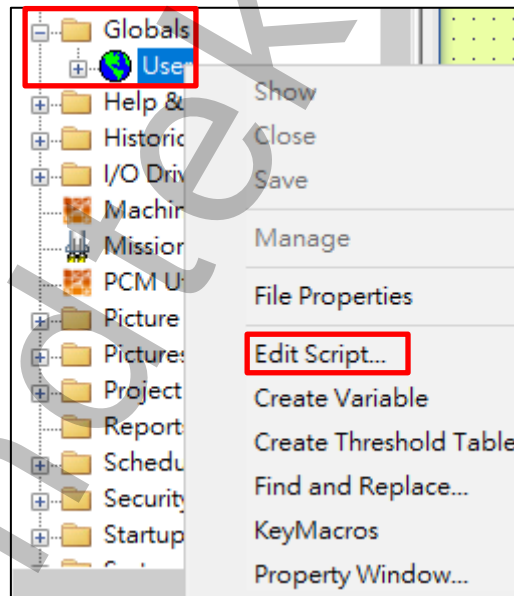 Globals
User
Help &
Historic
I/O Driv
Machin
Mission
PCM U
Picture
Pictures
Project
Report
Schedu
Security
Startup
Show
Close
Save
Manage
File Properties
Edit Script...
Create Variable
Create Threshold Table
Find and Replace...
KeyMacros
Property Window...